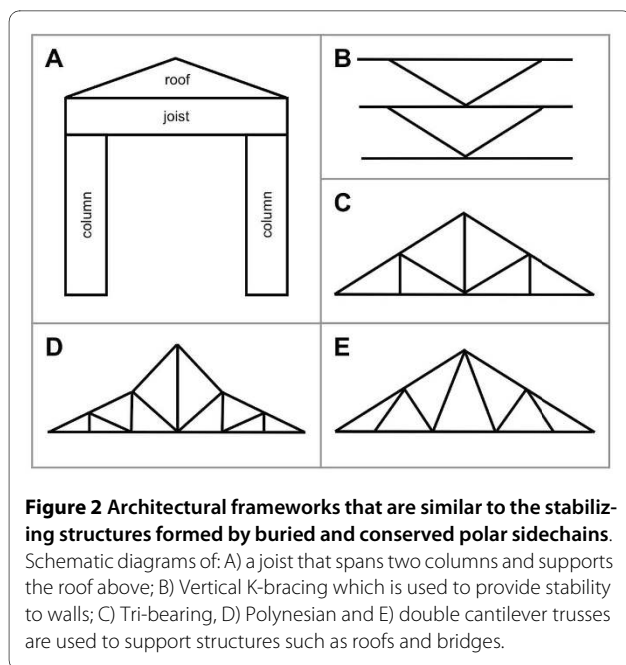 A
roof
joist
column
column
B
C
D
E
Figure 2 Architectural frameworks that are similar to the stabiliz-
ing structures formed by buried and conserved polar sidechains.
Schematic diagrams of: A) a joist that spans two columns and supports
the roof above; B) Vertical K-bracing which is used to provide stability
to walls; C) Tri-bearing, D) Polynesian and E) double cantilever trusses
are used to support structures such as roofs and bridges.